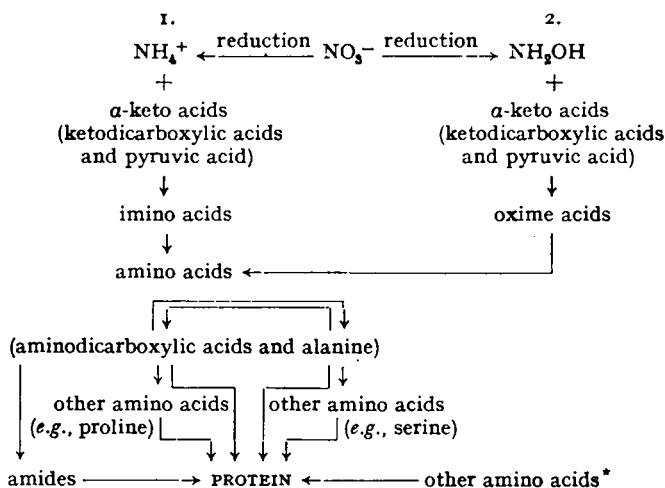 1. 2.
NH₄⁺ reduction NO₃⁻ reduction NH₂OH
+ +
α-keto acids α-keto acids
(ketodicarboxylic acids (ketodicarboxylic acids
and pyruvic acid) and pyruvic acid)
imino acids oxime acids
amino acids
(aminodicarboxylic acids and alanine)
other amino acids other amino acids
(e.g., proline) (e.g., serine)
amides PROTEIN other amino acids*